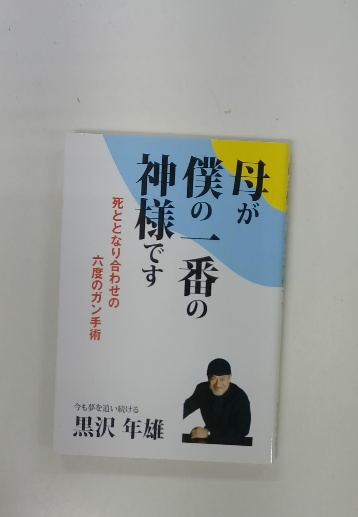 母が
僕の一番の
神様です
死ととなり合わせの
六度のガン手術
今も夢を追い続ける
黒沢 年雄